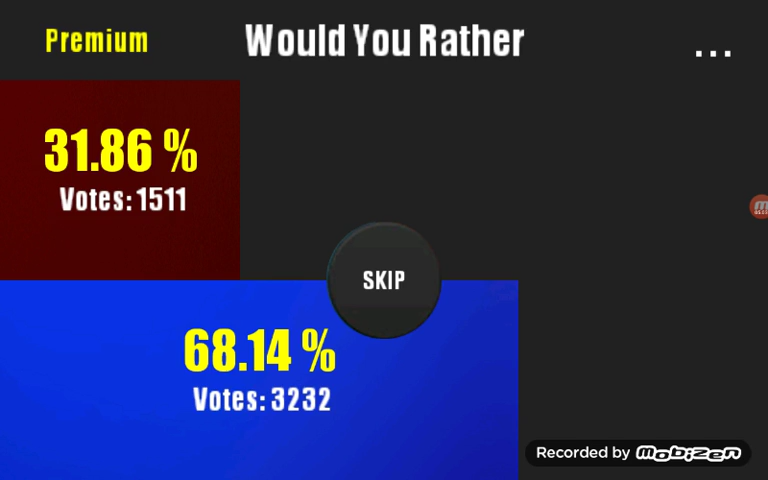 Premium
Would You Rather
...
31.86 %
Votes: 1511
SKIP
68.14 %
Votes: 3232
Recorded by mobizen